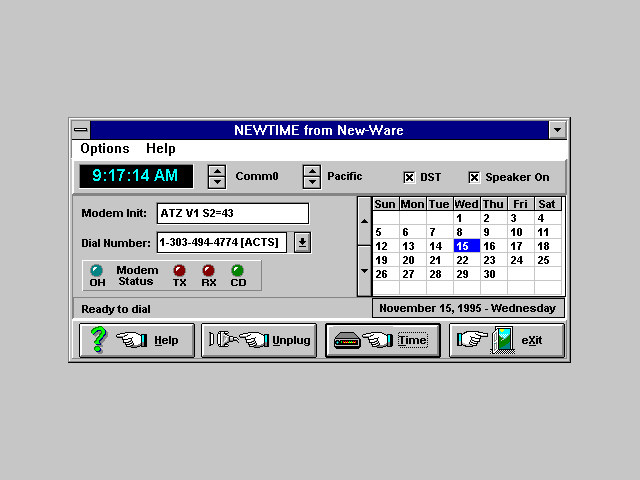 NEWTIME from New-Ware
Options Help
9:17:14 AM Comm0 Pacific DST Speaker On
Modem Init: ATZ V1 S2=43
Dial Number: 1-303-494-4774 [ACTS]
Modem Status
OH TX RX CD
Sun Mon Tue Wed Thu Fri Sat
1 2 3 4
5 6 7 8 9 10 11
12 13 14 15 16 17 18
19 20 21 22 23 24 25
26 27 28 29 30
Ready to dial November 15, 1995 - Wednesday
Help Unplug Time eXit